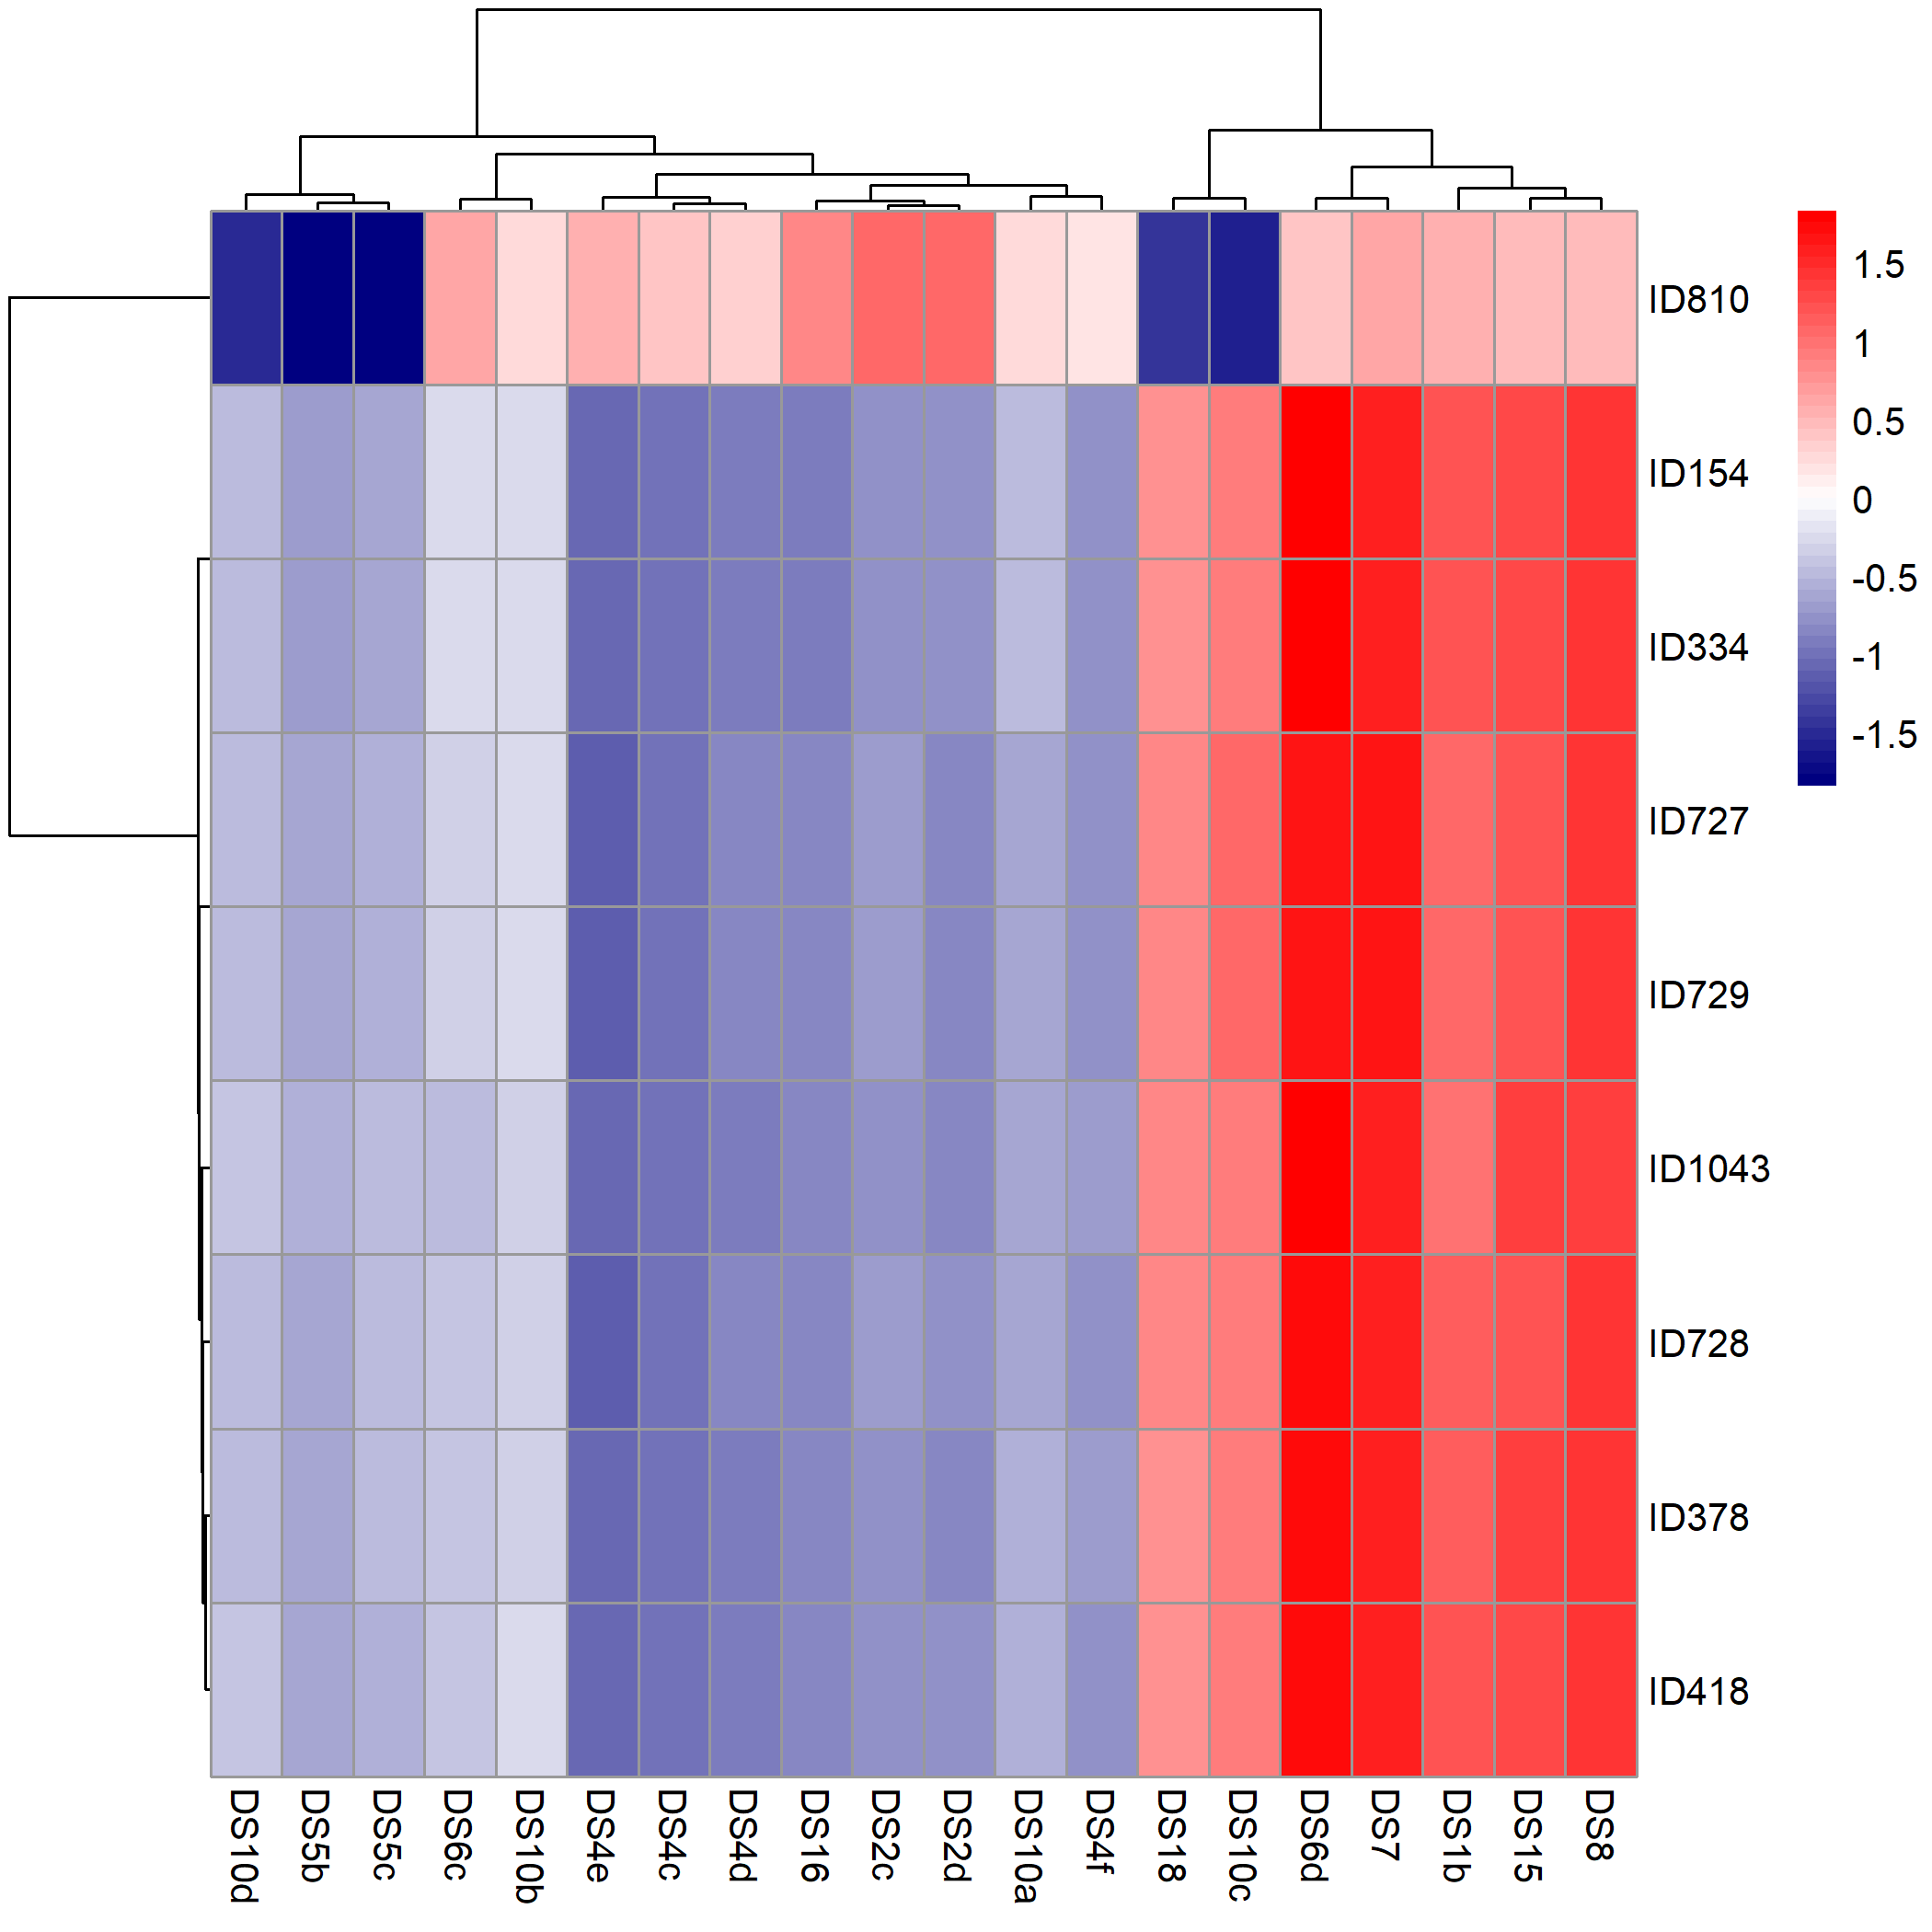 1.5
1
0.5
0
-0.5
-1
-1.5
ID810
ID154
ID334
ID727
ID729
ID1043
ID728
ID378
ID418
DS10d
DS5b
DS5c
DS6c
DS10b
DS4e
DS4c
DS4d
DS16
DS2c
DS2d
DS10a
DS4f
DS18
DS10c
DS6d
DS7
DS1b
DS15
DS8